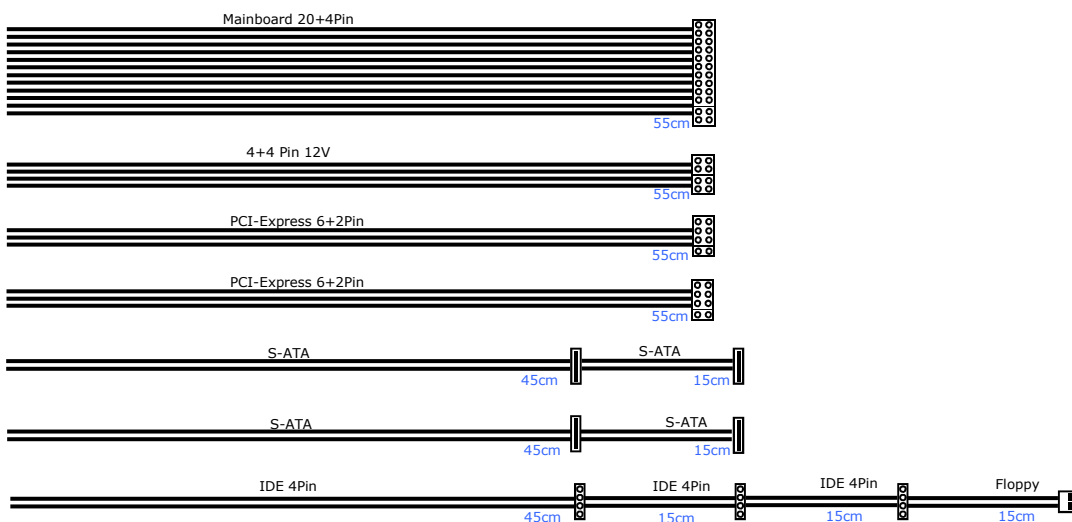 Mainboard 20+4Pin
55cm
4+4 Pin 12V
55cm
PCI-Express 6+2Pin
55cm
PCI-Express 6+2Pin
55cm
S-ATA S-ATA
45cm 15cm
S-ATA S-ATA
45cm 15cm
IDE 4Pin IDE 4Pin IDE 4Pin Floppy
45cm 15cm 15cm 15cm